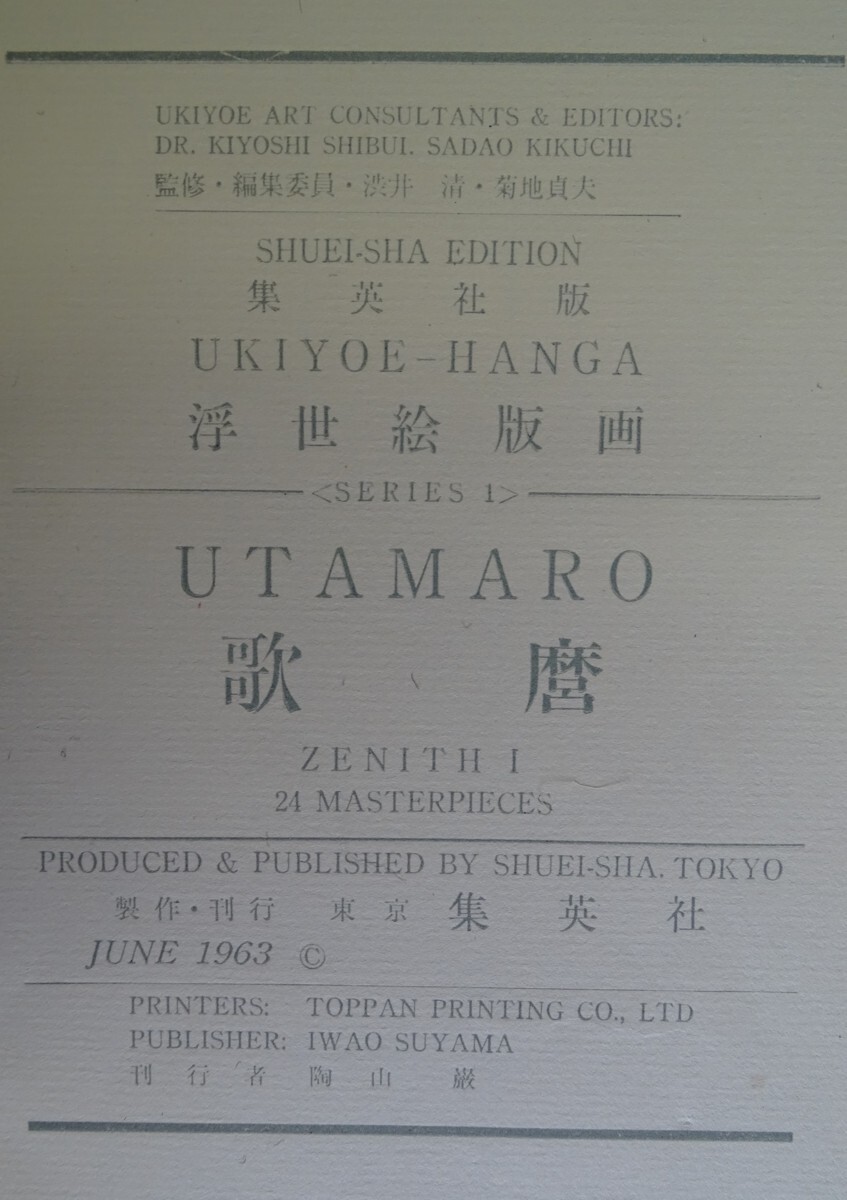 UKIYOE ART CONSULTANTS & EDITORS:
DR. KIYOSHI SHIBUI. SADAO KIKUCHI
監修・編集委員・渋井 清・菊地貞夫
SHUEI-SHA EDITION
集英社版
UKIYOE-HANGA
浮世絵版画
<SERIES 1>
UTAMARO
歌麿
ZENITH I
24 MASTERPIECES
PRODUCED & PUBLISHED BY SHUEI-SHA. TOKYO
製作・刊行 東京 集英社
JUNE 1963 ©
PRINTERS: TOPPAN PRINTING CO., LTD
PUBLISHER: IWAO SUYAMA
刊行者 陶山巌